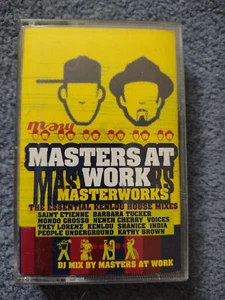 MASTERS AT
WORK
MASTERWORKS
THE ESSENTIAL KENLOU HOUSE MIXES
SAINT ETIENNE BARBARA TUCKER
MONDO GROSSO NENEH CHERRY VOICES
TREY LORENZ KENLOU SHANICE INDIA
PEOPLE UNDERGROUND KATHY BROWN
DJ MIX BY MASTERS AT WORK